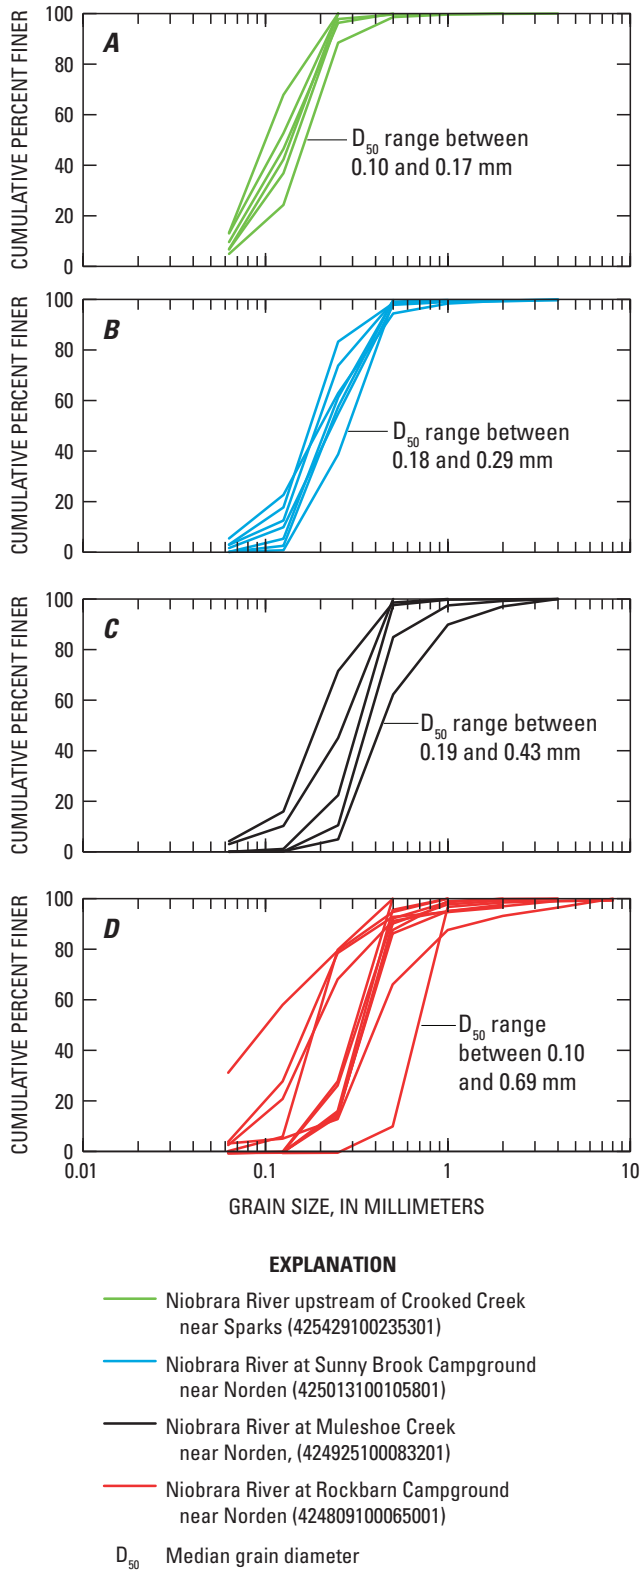 CUMULATIVE PERCENT FINER
100
80
60
40
20
0
A
D50 range between
0.10 and 0.17 mm
CUMULATIVE PERCENT FINER
100
80
60
40
20
0
B
D50 range between
0.18 and 0.29 mm
CUMULATIVE PERCENT FINER
100
80
60
40
20
0
C
D50 range between
0.19 and 0.43 mm
CUMULATIVE PERCENT FINER
100
80
60
40
20
0
D
D50 range
between 0.10
and 0.69 mm
0.01 0.1 1 10
GRAIN SIZE, IN MILLIMETERS
EXPLANATION
Niobrara River upstream of Crooked Creek
near Sparks (425429100235301)
Niobrara River at Sunny Brook Campground
near Norden (425013100105801)
Niobrara River at Muleshoe Creek
near Norden, (424925100083201)
Niobrara River at Rockbarn Campground
near Norden (424809100065001)
D50 Median grain diameter